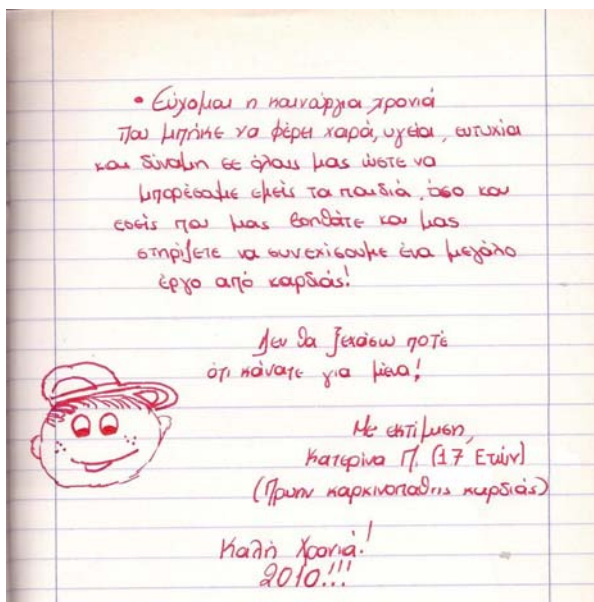 • Εύχομαι η καινούργια χρονιά
που μπήκε να φέρει χαρά, υγεία, ευτυχία
και δύναμη σε όλους μας ώστε να
μπορέσουμε εμείς τα παιδιά, όσο και
εσείς που μας βοηθάτε και μας
στηρίζετε να συνεχίσουμε ένα μεγάλο
έργο από καρδιάς!
Δεν θα ξεχάσω ποτέ
ότι κάνατε για μένα!
Με εκτίμηση,
Κατερίνα Π. (17 Ετών)
(Πρωην καρκινοπαθής καρδιάς)
Καλή Χρονιά!
2010!!!